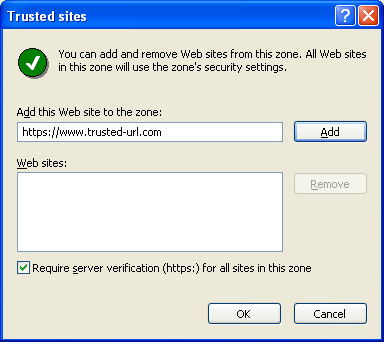 Trusted sites
You can add and remove Web sites from this zone. All Web sites
in this zone will use the zone's security settings.
Add this Web site to the zone:
https://www.trusted-url.com
Add
Web sites:
Remove
Require server verification (https:) for all sites in this zone
OK
Cancel